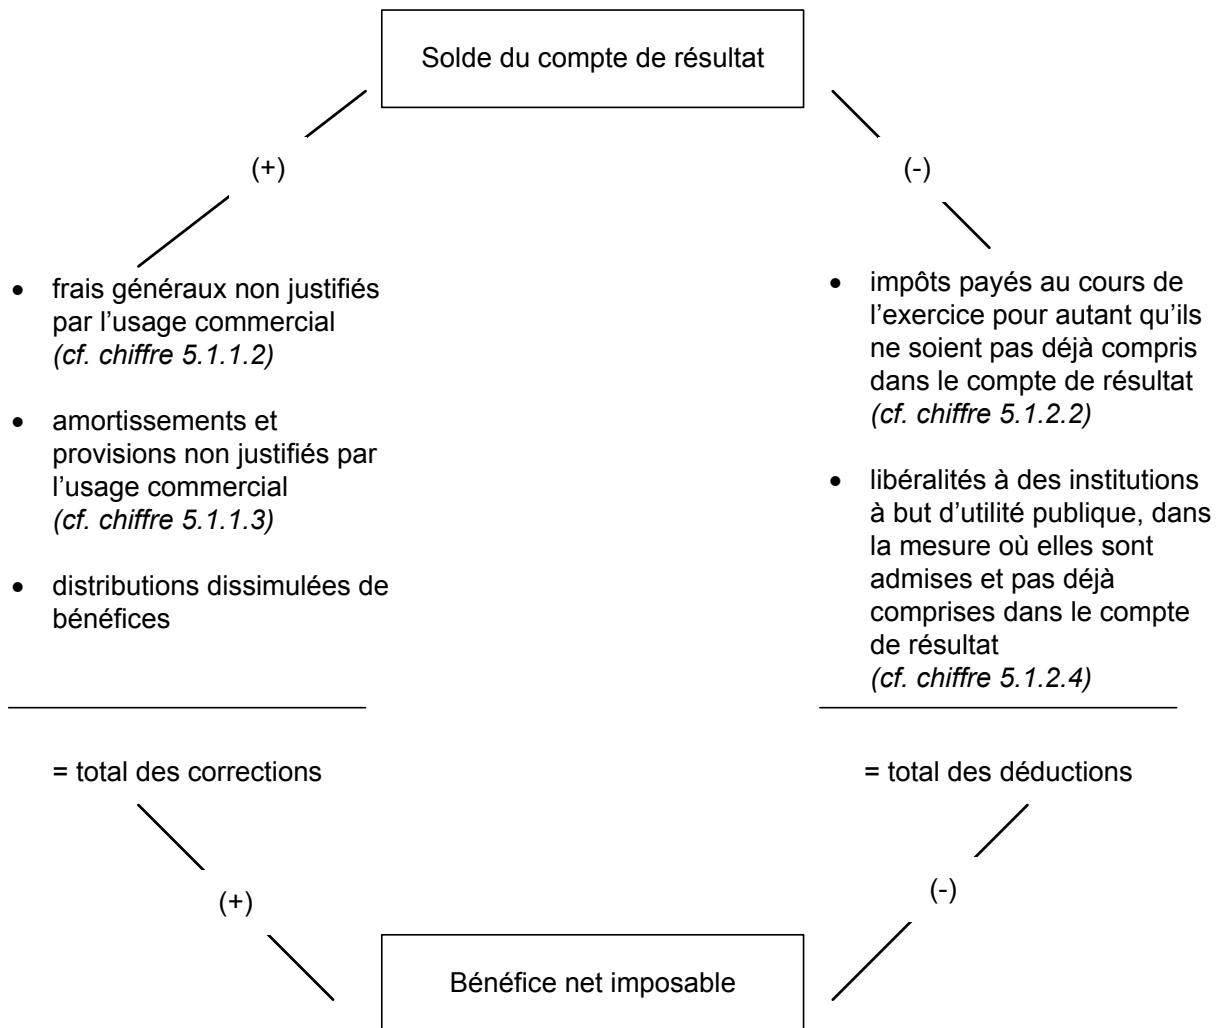 Solde du compte de résultat
(+)
(-)
• frais généraux non justifiés
par l'usage commercial
(cf. chiffre 5.1.1.2)
• amortissements et
provisions non justifiés par
l'usage commercial
(cf. chiffre 5.1.1.3)
• distributions dissimulées de
bénéfices
= total des corrections
• impôts payés au cours de
l'exercice pour autant qu'ils
ne soient pas déjà compris
dans le compte de résultat
(cf. chiffre 5.1.2.2)
• libéralités à des institutions
à but d'utilité publique, dans
la mesure où elles sont
admises et pas déjà
comprises dans le compte
de résultat
(cf. chiffre 5.1.2.4)
= total des déductions
(+)
(-)
Bénéfice net imposable